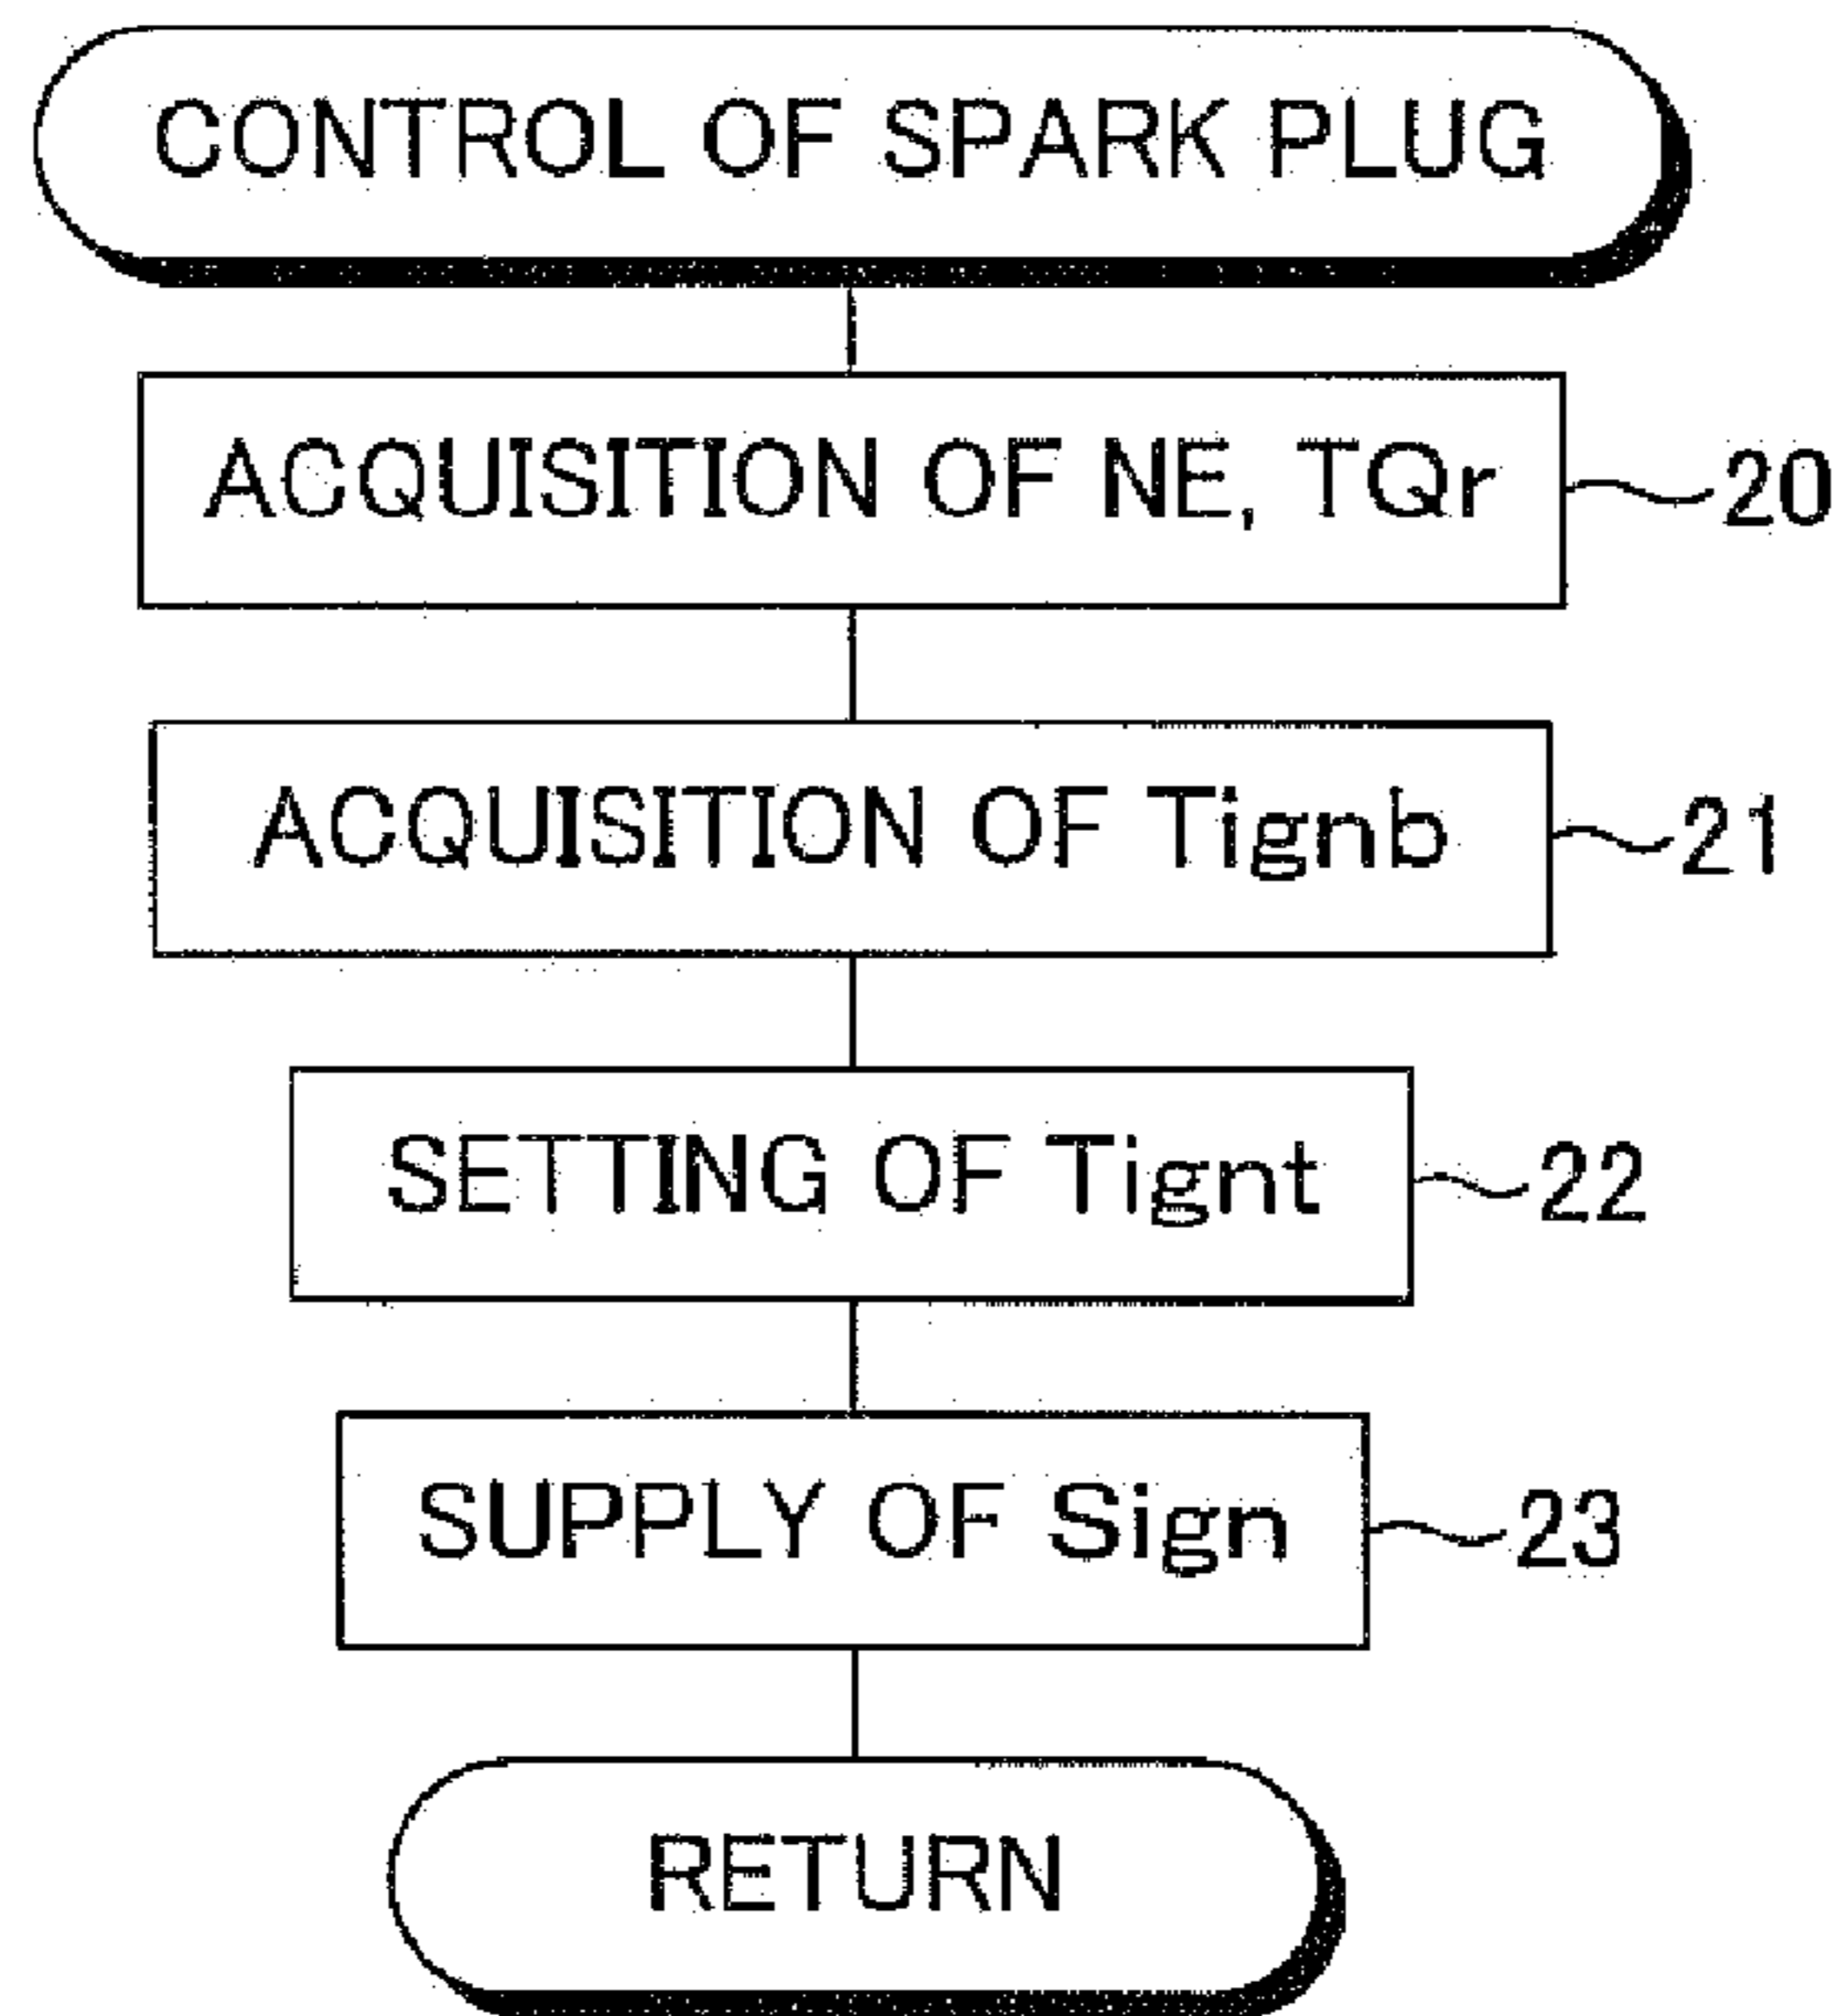 CONTROL OF SPARK PLUG
ACQUISITION OF NE, TQr 20
ACQUISITION OF Tignb 21
SETTING OF Tignt 22
SUPPLY OF Sign 23
RETURN